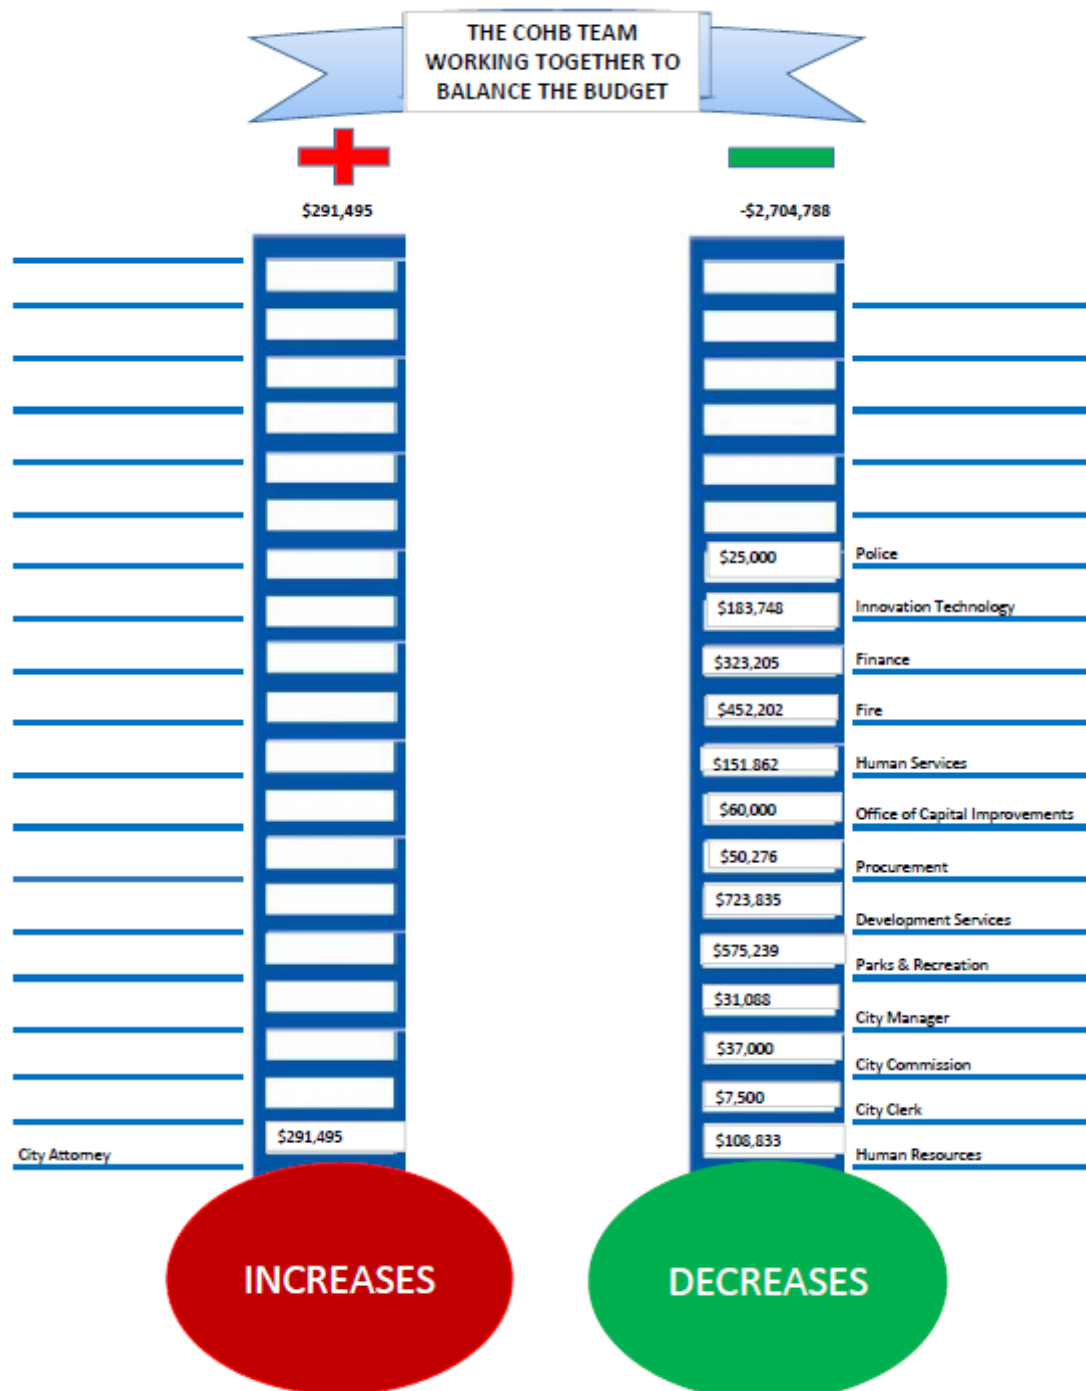 THE COHB TEAM
WORKING TOGETHER TO
BALANCE THE BUDGET
$291,495
-$2,704,788
$25,000 Police
$183,748 Innovation Technology
$323,205 Finance
$452,202 Fire
$151.862 Human Services
$60,000 Office of Capital Improvements
$50,276 Procurement
$723,835 Development Services
$575,239 Parks & Recreation
$31,088 City Manager
$37,000 City Commission
$7,500 City Clerk
City Attorney $291,495
$108,833 Human Resources
INCREASES
DECREASES